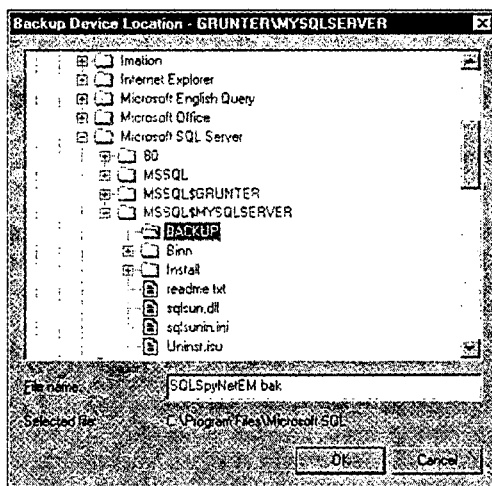 Backup Device Location - GRUNTER\MYSQLSERVER
Imation
Internet Explorer
Microsoft English Query
Microsoft Office
Microsoft SQL Server
80
MSSQL
MSSQL$GRUNTER
MSSQL$MYSQLSERVER
BACKUP
Binn
Install
readme.txt
sqlsun.dll
sqlsunin.ini
Uninst.isu
File name: SQLSpyNetEM bak
Selected file: C:\Program Files\Microsoft SQL
OK Cancel